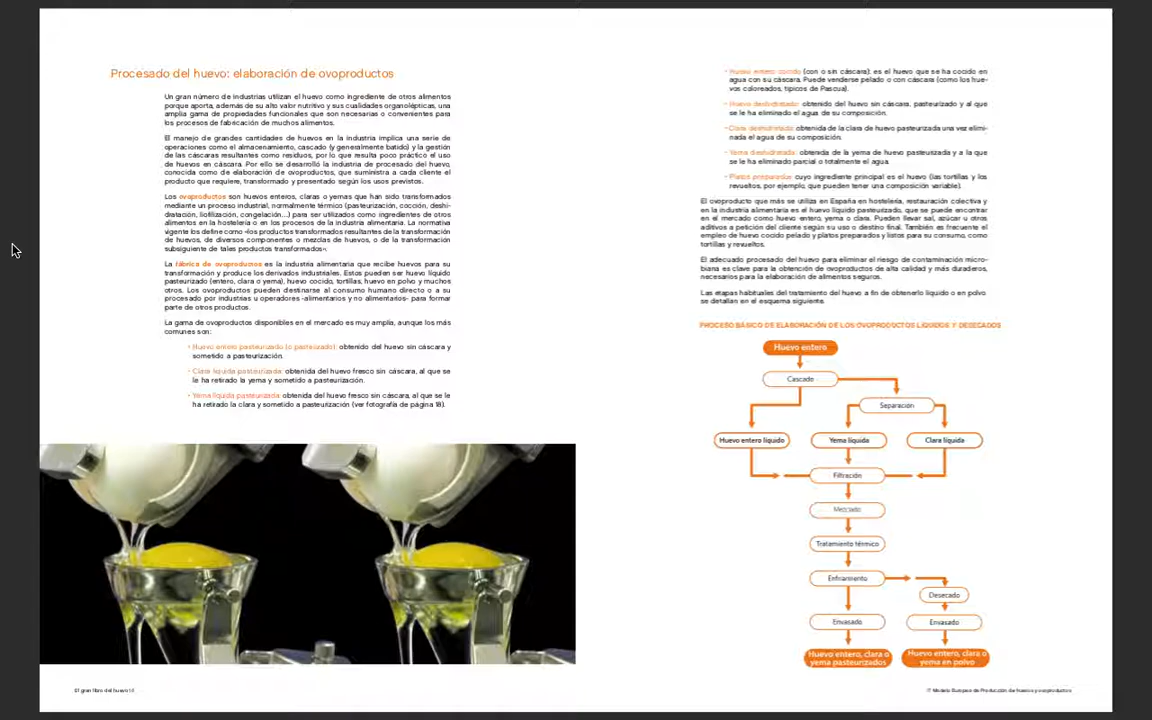 Procesado del huevo: elaboración de ovoproductos
Un gran número de industrias utilizan el huevo como ingrediente de otros alimentos
porque aporta, además de su alto valor nutritivo y sus cualidades organolépticas, una
amplia gama de propiedades funcionales que son necesarias o convenientes para
los procesos de fabricación de muchos alimentos.
El manejo de grandes cantidades de huevos en la industria implica una serie de
operaciones como el almacenamiento, cascado (y generalmente batido) y la gestión
de las cáscaras resultantes como residuos, por lo que resulta poco práctico el uso
de huevos en cáscara. Por ello se desarrolló la industria de procesado del huevo,
conocida como de elaboración de ovoproductos, que suministra a cada cliente el
producto que requiere, transformado y presentado según los usos previstos.
Los ovoproductos son huevos enteros, claras o yemas que han sido transformados
mediante un proceso industrial, normalmente térmico (pasteurización, cocción, deshi-
dratación, liofilización, congelación...) para ser utilizados como ingredientes de otros
alimentos en la hostelería o en los procesos de la industria alimentaria. La normativa
vigente los define como «los productos transformados resultantes de la transformación
de huevos, de diversos componentes o mezclas de huevos, o de la transformación
subsiguiente de tales productos transformados».
La fábrica de ovoproductos es la industria alimentaria que recibe huevos para su
transformación y produce los derivados industriales. Estos pueden ser huevo líquido
pasteurizado (entero, clara o yema), huevo cocido, tortillas, huevo en polvo y muchos
otros. Los ovoproductos pueden destinarse al consumo humano directo o a su
procesado por industrias u operadores -alimentarios y no alimentarios- para formar
parte de otros productos.
La gama de ovoproductos disponibles en el mercado es muy amplia, aunque los más
comunes son:
• Huevo entero pasteurizado (o pasteurizado): obtenido del huevo sin cáscara y
sometido a pasteurización.
• Clara líquida pasteurizada: obtenida del huevo fresco sin cáscara, al que se
le ha retirado la yema y sometido a pasteurización.
• Yema líquida pasteurizada: obtenida del huevo fresco sin cáscara, al que se le
ha retirado la clara y sometido a pasteurización (ver fotografía de página 18).
El gran libro del huevo
• Huevo entero cocido (con o sin cáscara): es el huevo que se ha cocido en
agua con su cáscara. Puede venderse pelado o con cáscara (como los hue-
vos coloreados, típicos de Pascua).
• Huevo deshidratado: obtenido del huevo sin cáscara, pasteurizado y al que
se le ha eliminado el agua de su composición.
• Clara deshidratada: obtenida de la clara de huevo pasteurizada una vez elimi-
nada el agua de su composición.
• Yema deshidratada: obtenida de la yema de huevo pasteurizada y a la que
se le ha eliminado parcial o totalmente el agua.
• Platos preparados: cuyo ingrediente principal es el huevo (las tortillas y los
revueltos, por ejemplo, que pueden tener una composición variable).
El ovoproducto que más se utiliza en España en hostelería, restauración colectiva y
en la industria alimentaria es el huevo líquido pasteurizado, que se puede encontrar
en el mercado como huevo entero, yema o clara. Pueden llevar sal, azúcar u otros
aditivos a petición del cliente según su uso o destino final. También es frecuente el
empleo de huevo cocido pelado y platos preparados y listos para su consumo, como
tortillas y revueltos.
El adecuado procesado del huevo para eliminar el riesgo de contaminación micro-
biana es clave para la obtención de ovoproductos de alta calidad y más duraderos,
necesarios para la elaboración de alimentos seguros.
Las etapas habituales del tratamiento del huevo a fin de obtenerlo líquido o en polvo
se detallan en el esquema siguiente.
PROCESO BÁSICO DE ELABORACIÓN DE LOS OVOPRODUCTOS LÍQUIDOS Y DESECADOS
Huevo entero
Cascado
Separación
Huevo entero líquido
Yema líquida
Clara líquida
Filtración
Mezclado
Tratamiento térmico
Enfriamiento
Desecado
Envasado
Envasado
Huevo entero, clara o
yema pasteurizados
Huevo entero, clara o
yema en polvo
Modelo Europeo de Producción de huevos y ovoproductos